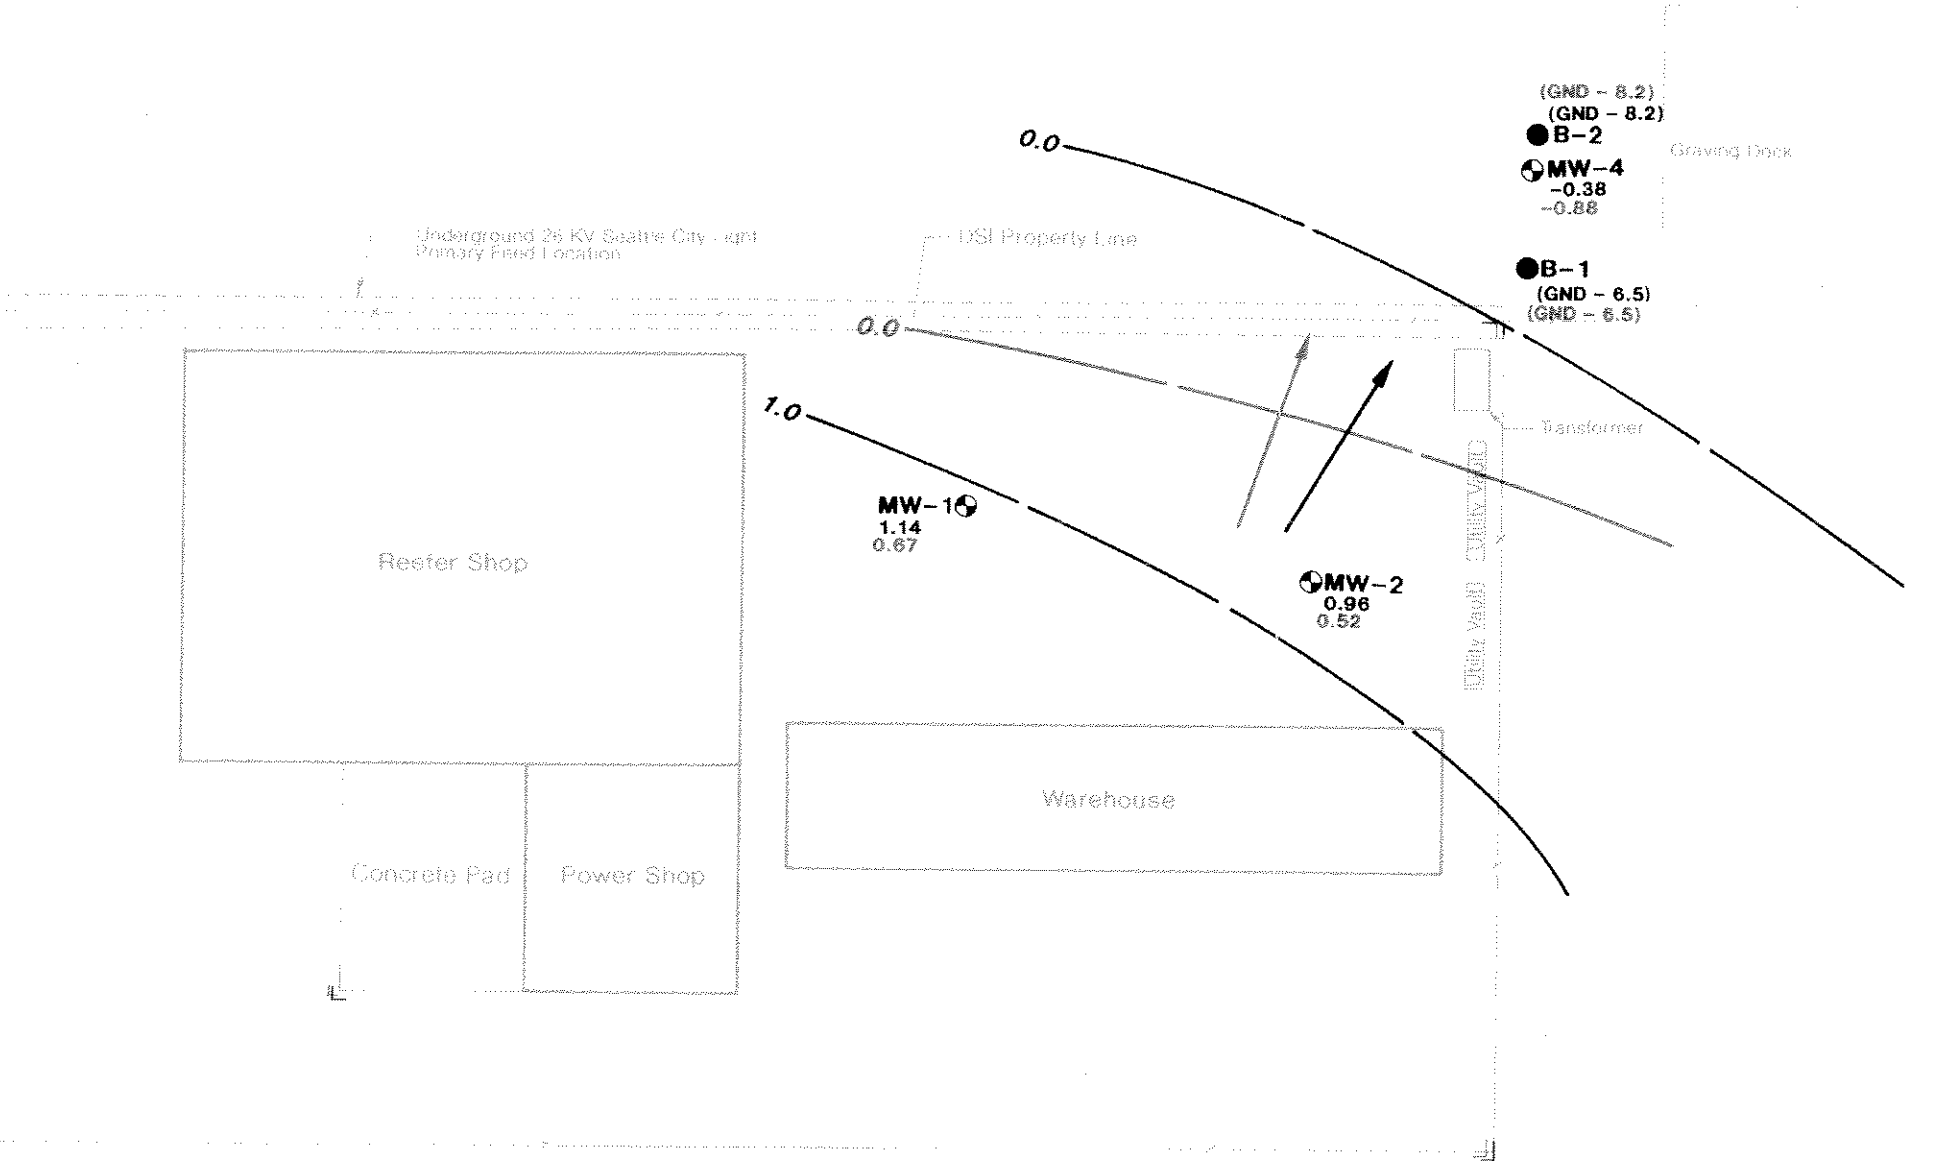 (GND - 8.2)
(GND - 8.2)
B-2
Graving Dock
MW-4
-0.38
-0.88
0.0
Underground 26 KV Seattle City Light
Primary Feed Location
DSI Property Line
B-1
(GND - 6.5)
(GND - 6.5)
0.0
1.0
Transformer
Utility Vault
MW-1
1.14
0.67
Reefer Shop
MW-2
0.96
0.52
Utility Vault
Warehouse
Concrete Pad
Power Shop